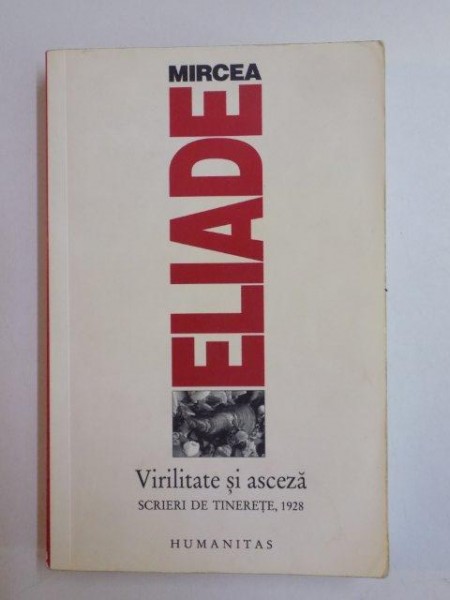 MIRCEA
ELIADE
Virilitate și asceză
SCRIERI DE TINEREȚE, 1928
HUMANITAS